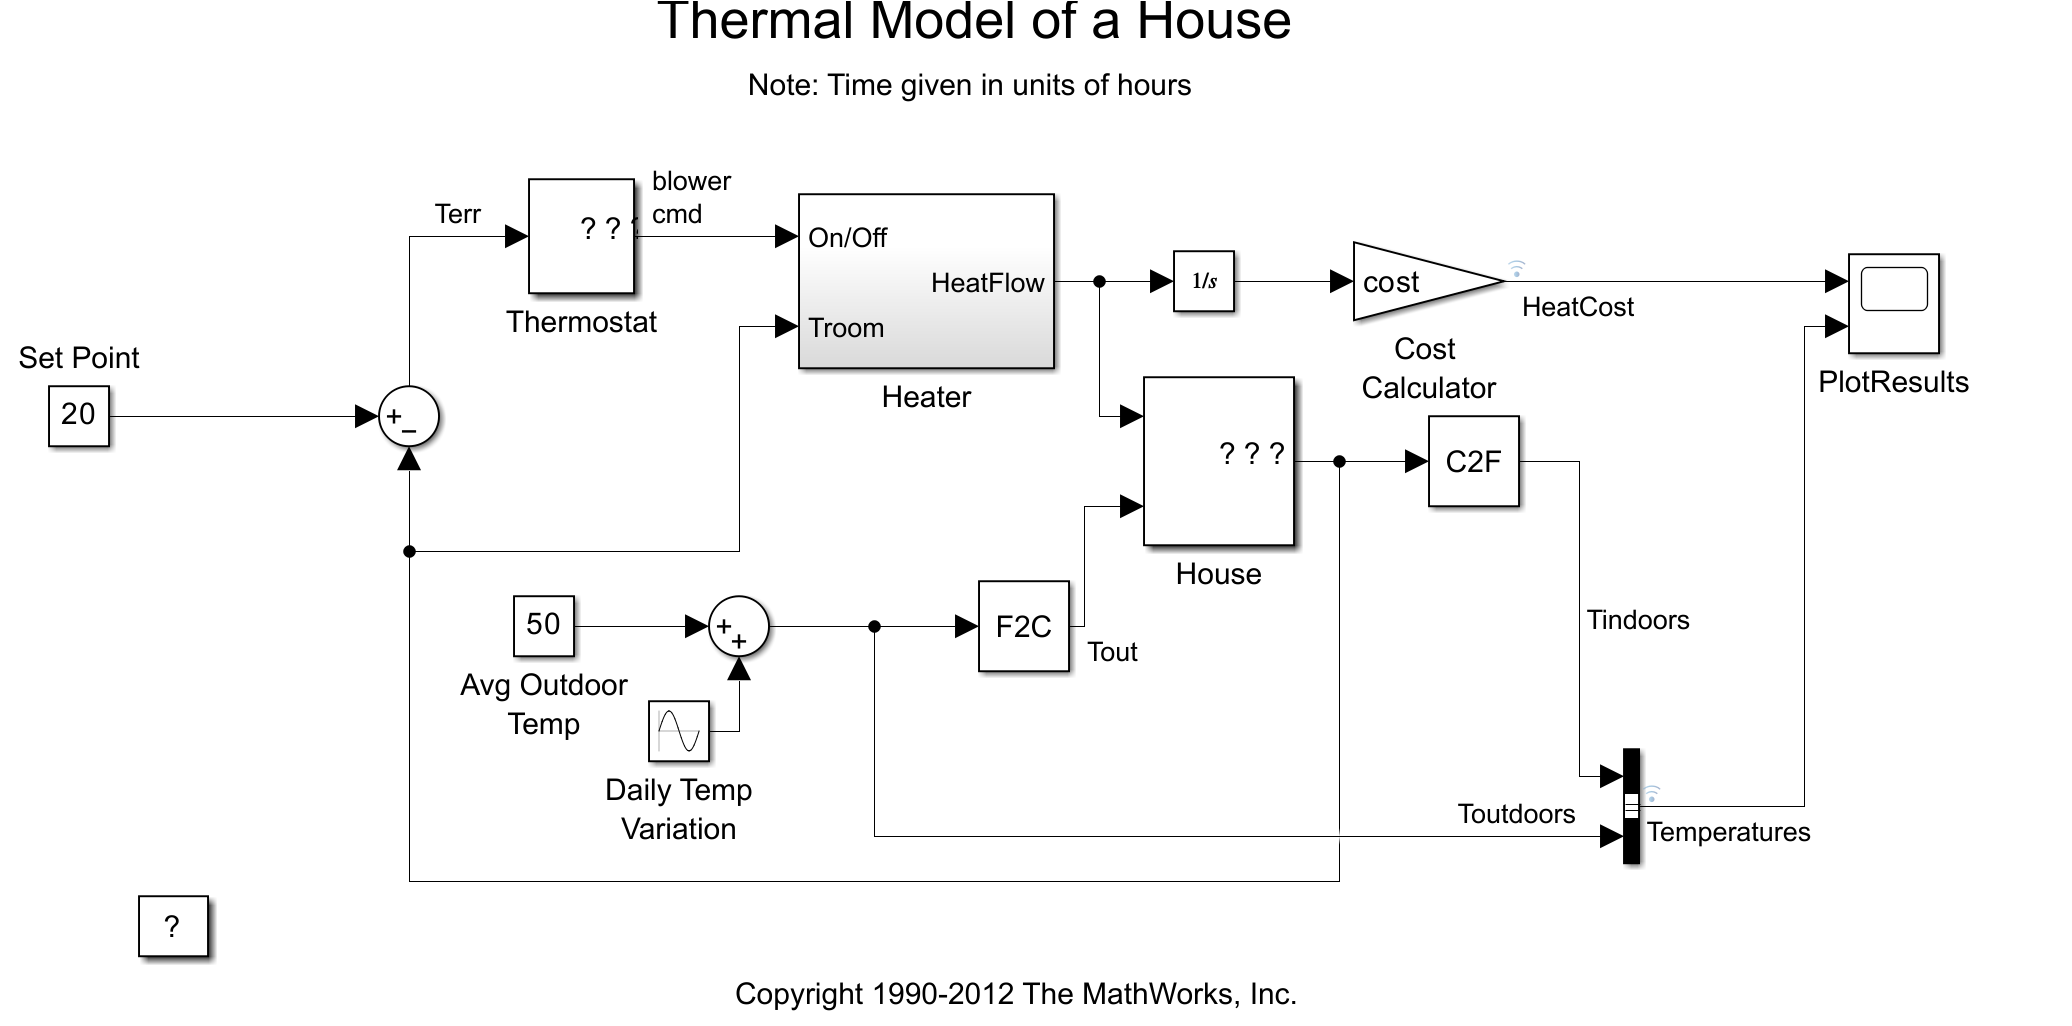 Thermal Model of a House
Note: Time given in units of hours
blower
cmd
Terr
? ? ?
Thermostat
On/Off
HeatFlow
Troom
Heater
1/s
cost
HeatCost
Cost
Calculator
PlotResults
Set Point
20
+
−
? ? ?
House
C2F
50
+
+
Avg Outdoor
Temp
F2C
Tout
Tindoors
Daily Temp
Variation
Toutdoors
Temperatures
?
Copyright 1990-2012 The MathWorks, Inc.